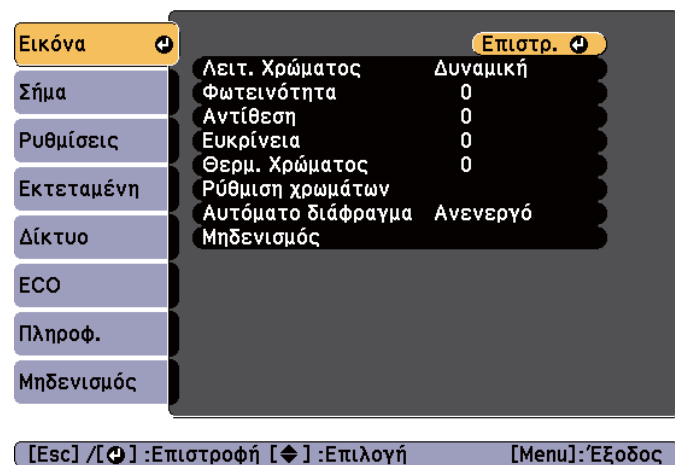 Εικόνα
Σήμα
Ρυθμίσεις
Εκτεταμένη
Δίκτυο
ECO
Πληροφ.
Μηδενισμός
Επιστρ.
Λειτ. Χρώματος Δυναμική
Φωτεινότητα 0
Αντίθεση 0
Ευκρίνεια 0
Θερμ. Χρώματος 0
Ρύθμιση χρωμάτων
Αυτόματο διάφραγμα Ανενεργό
Μηδενισμός
[Esc] /[⏎] :Επιστροφή [◆] :Επιλογή [Menu]:Έξοδος